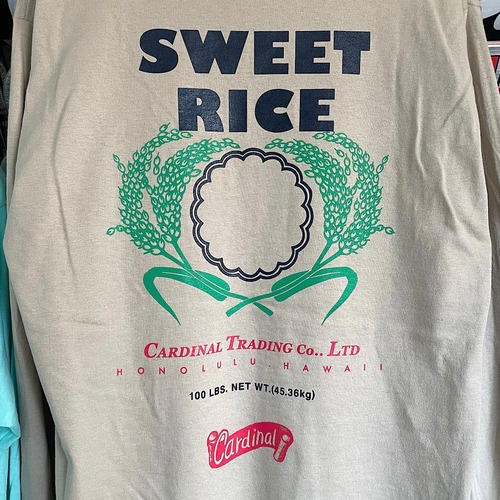 SWEET
RICE
CARDINAL TRADING CO.. LTD
HONOLULU.HAWAII
100 LBS. NET WT.(45.36kg)
Cardinal